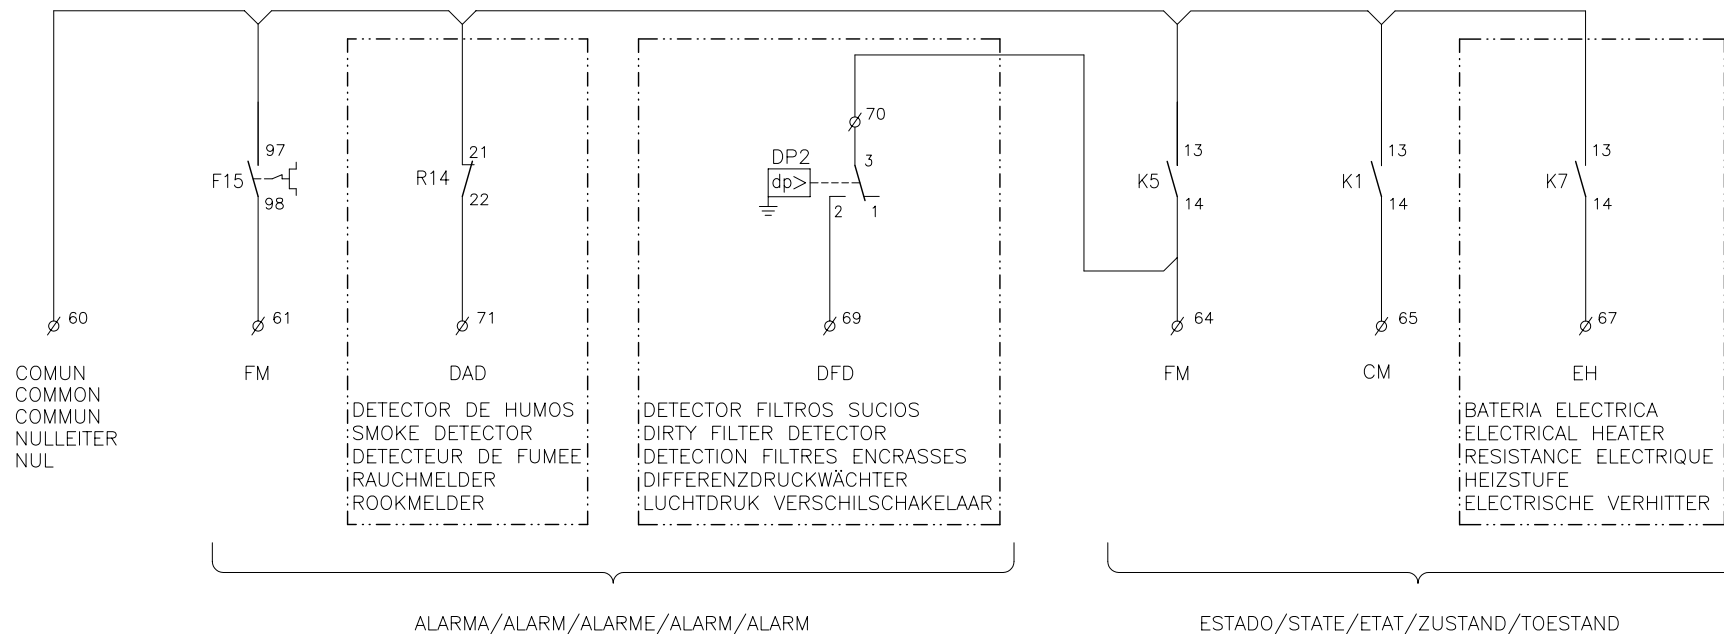 70
97
F15
98
21
R14
22
DP2
dp>
3
2
1
13
K5
14
13
K1
14
13
K7
14
60
61
71
69
64
65
67
COMUN
COMMON
COMMUN
NULLEITER
NUL
FM
DAD
DETECTOR DE HUMOS
SMOKE DETECTOR
DETECTEUR DE FUMEE
RAUCHMELDER
ROOKMELDER
DFD
DETECTOR FILTROS SUCIOS
DIRTY FILTER DETECTOR
DETECTION FILTRES ENCRASSES
DIFFERENZDRUCKWÄCHTER
LUCHTDRUK VERSCHILSCHAKELAAR
FM
CM
EH
BATERIA ELECTRICA
ELECTRICAL HEATER
RESISTANCE ELECTRIQUE
HEIZSTUFE
ELECTRISCHE VERHITTER
ALARMA/ALARM/ALARME/ALARM/ALARM
ESTADO/STATE/ETAT/ZUSTAND/TOESTAND